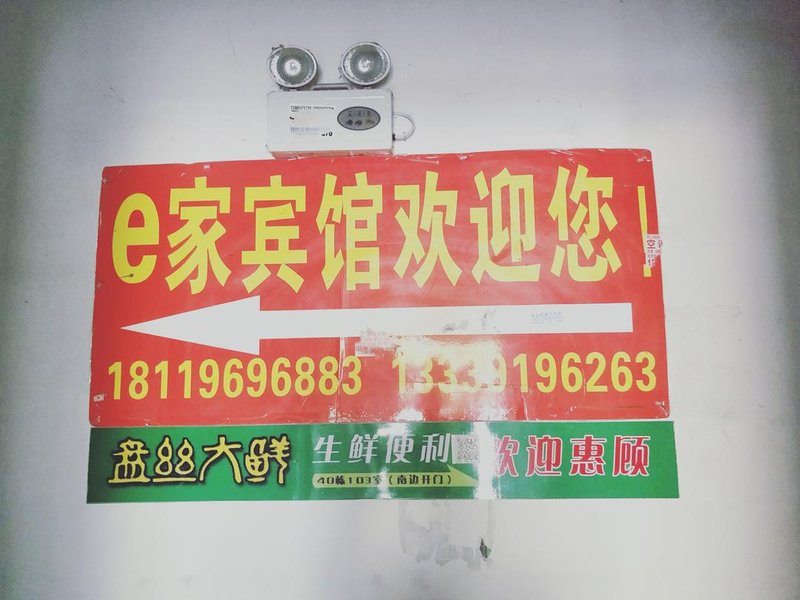 e家宾馆欢迎您!
18119696883 13339196263
盘丝大鲜 生鲜便利 欢迎惠顾
40栋103室(南边开门)